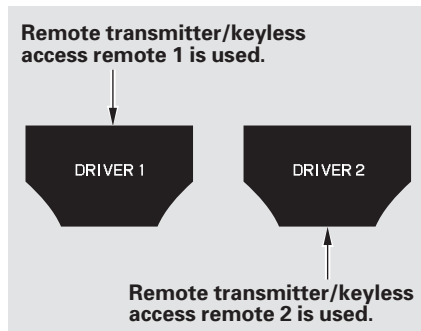 Remote transmitter/keyless
access remote 1 is used.
DRIVER 1
DRIVER 2
Remote transmitter/keyless
access remote 2 is used.